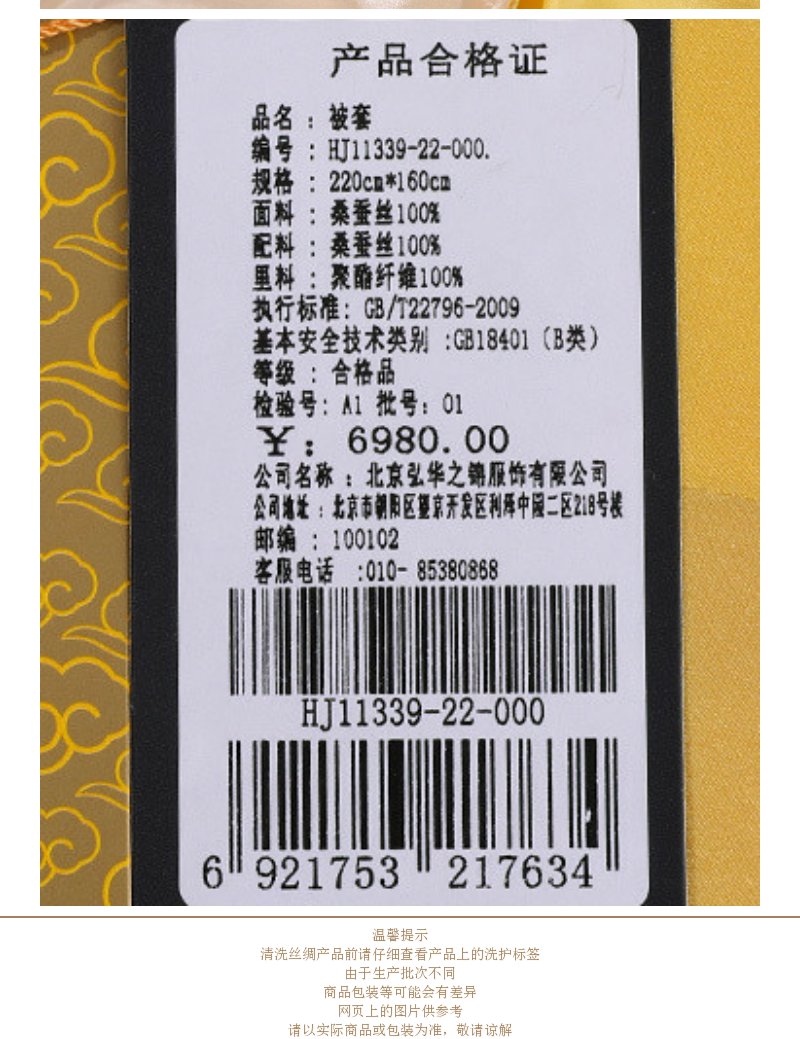 产品合格证
品名：被套
编号：HJ11339-22-000.
规格：220cm*160cm
面料：桑蚕丝100%
配料：桑蚕丝100%
里料：聚酯纤维100%
执行标准: GB/T22796-2009
基本安全技术类别 :GB18401（B类）
等级：合格品
检验号: A1 批号: 01
¥: 6980.00
公司名称：北京弘华之锦服饰有限公司
公司地址：北京市朝阳区望京开发区利泽中园二区218号楼
邮编：100102
客服电话 :010- 85380868
HJ11339-22-000
6 921753 217634
温馨提示
清洗丝绸产品前请仔细查看产品上的洗护标签
由于生产批次不同
商品包装等可能会有差异
网页上的图片供参考
请以实际商品或包装为准，敬请谅解